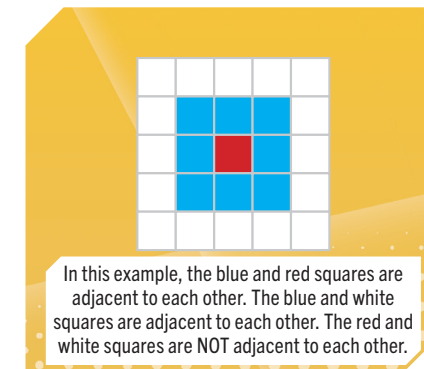 In this example, the blue and red squares are
adjacent to each other. The blue and white
squares are adjacent to each other. The red and
white squares are NOT adjacent to each other.